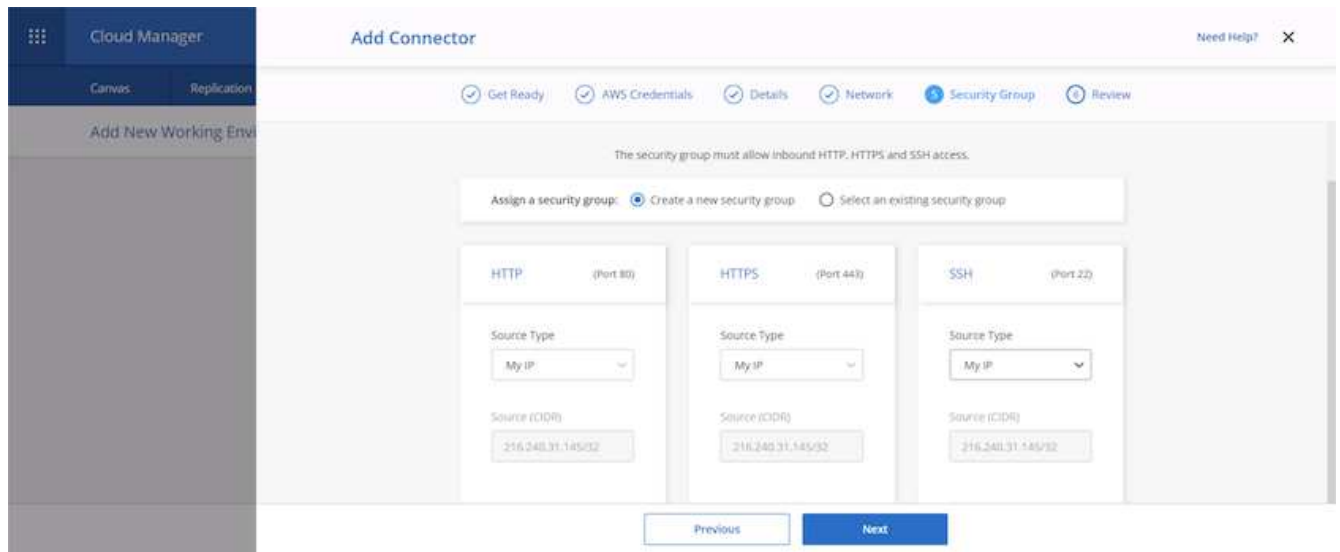 Cloud Manager
Add Connector
Need Help?
Canvas
Replication
Get Ready
AWS Credentials
Details
Network
5 Security Group
6 Review
Add New Working Envi
The security group must allow inbound HTTP, HTTPS and SSH access.
Assign a security group: Create a new security group Select an existing security group
HTTP (Port 80)
HTTPS (Port 443)
SSH (Port 22)
Source Type
Source Type
Source Type
My IP
My IP
My IP
Source (CIDR)
Source (CIDR)
Source (CIDR)
216.240.31.145/32
216.240.31.145/32
216.240.31.145/32
Previous
Next